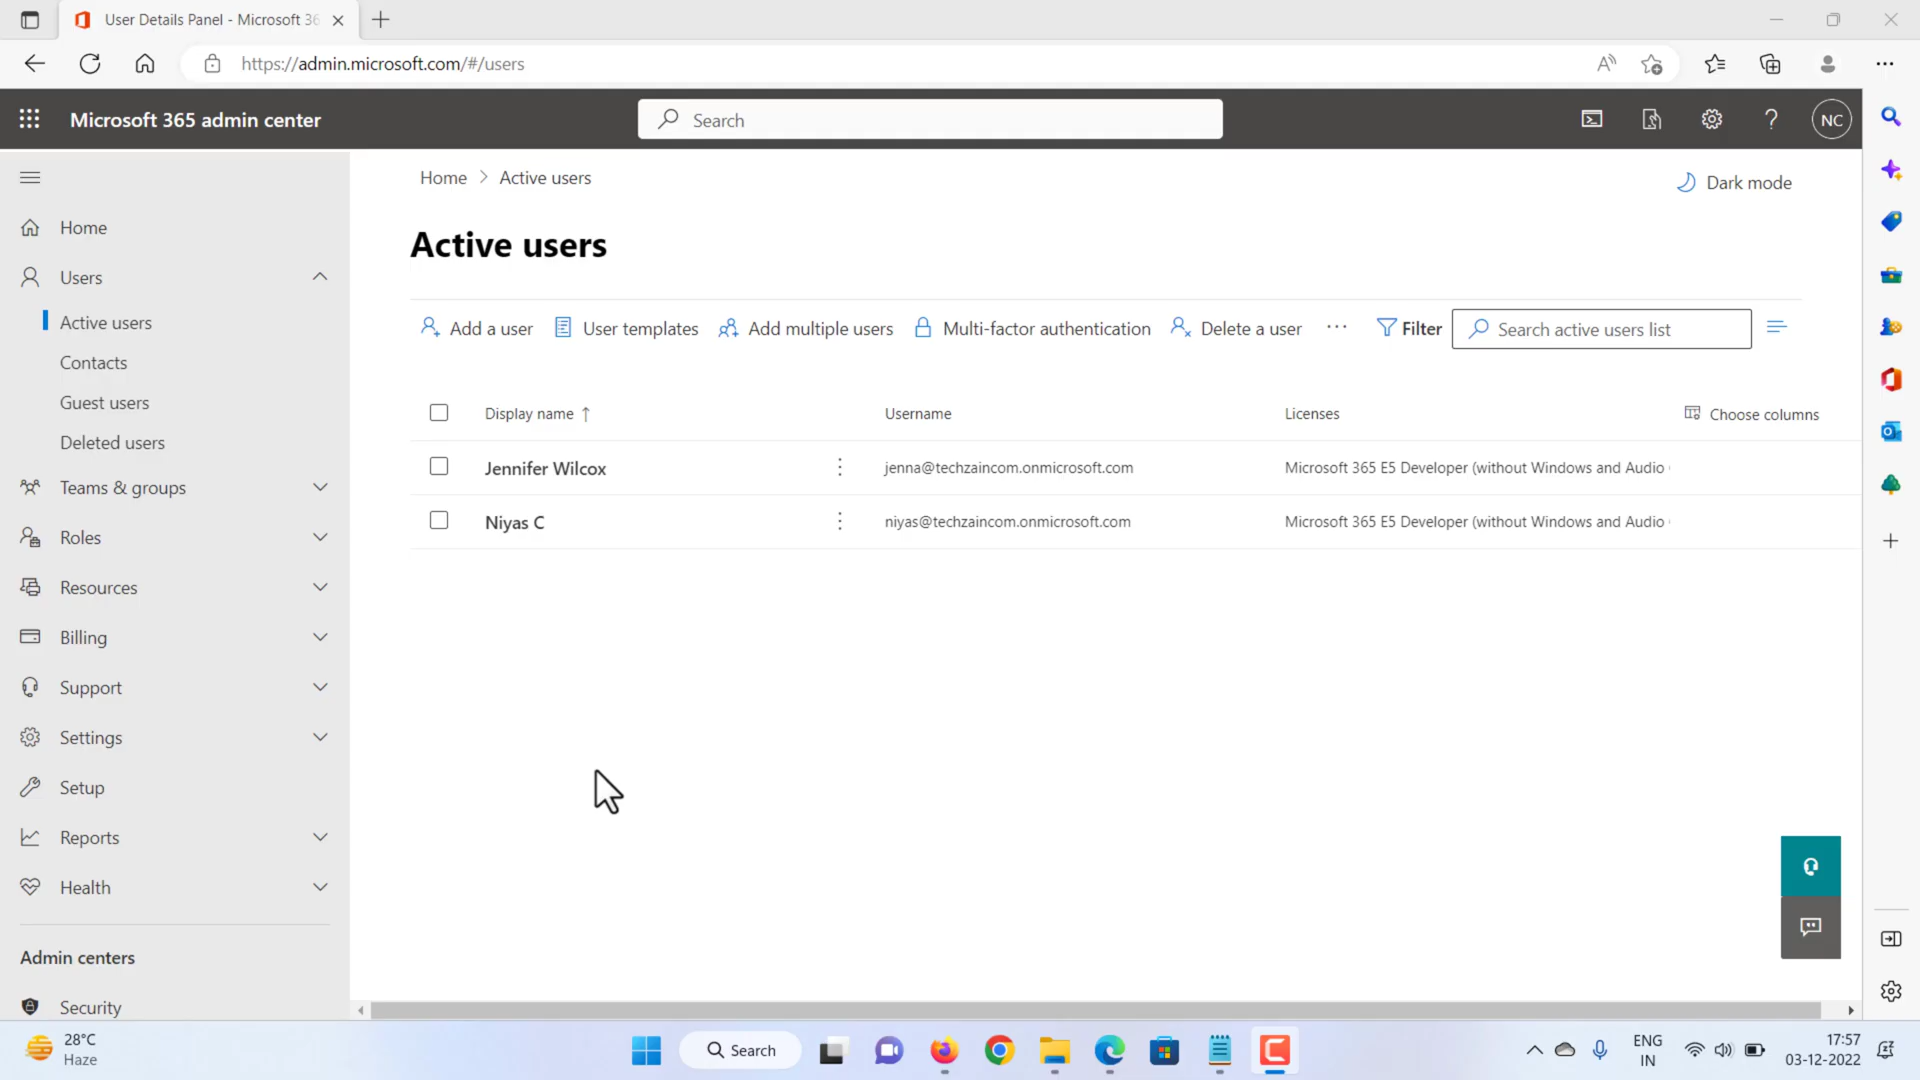 User Details Panel - Microsoft 36
https://admin.microsoft.com/#/users
Microsoft 365 admin center
Search
NC
Home > Active users
Dark mode
Home
Users
Active users
Contacts
Guest users
Deleted users
Teams & groups
Roles
Resources
Billing
Support
Settings
Setup
Reports
Health
Admin centers
Security
Active users
Add a user
User templates
Add multiple users
Multi-factor authentication
Delete a user
Filter
Search active users list
Display name ↑
Username
Licenses
Choose columns
Jennifer Wilcox
jenna@techzaincom.onmicrosoft.com
Microsoft 365 E5 Developer (without Windows and Audio
Niyas C
niyas@techzaincom.onmicrosoft.com
Microsoft 365 E5 Developer (without Windows and Audio
28°C
Haze
Search
ENG
IN
17:57
03-12-2022